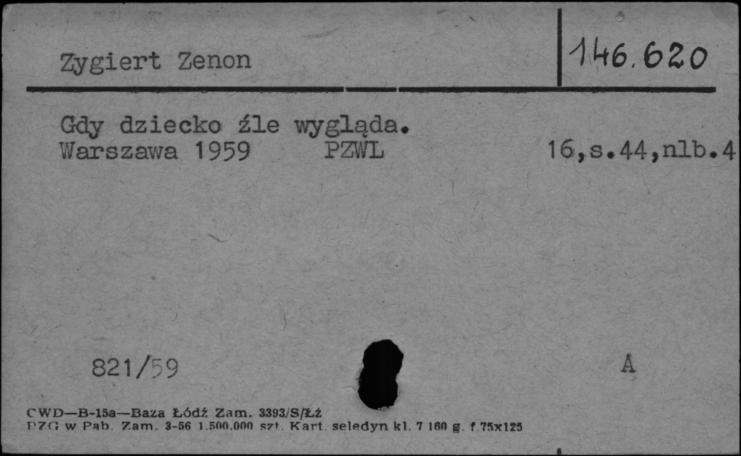 Zygiert Zenon 146.620
Gdy dziecko źle wygląda.
Warszawa 1959 PZWL 16,s.44,nlb.4
821/59 A
CWD—B-15a—Baza Łódź Zam. 3393/S/Łź
PZG w Pab. Zam. 3-56 1.500.000 szt. Kart. seledyn kl. 7 160 g. f.75x125